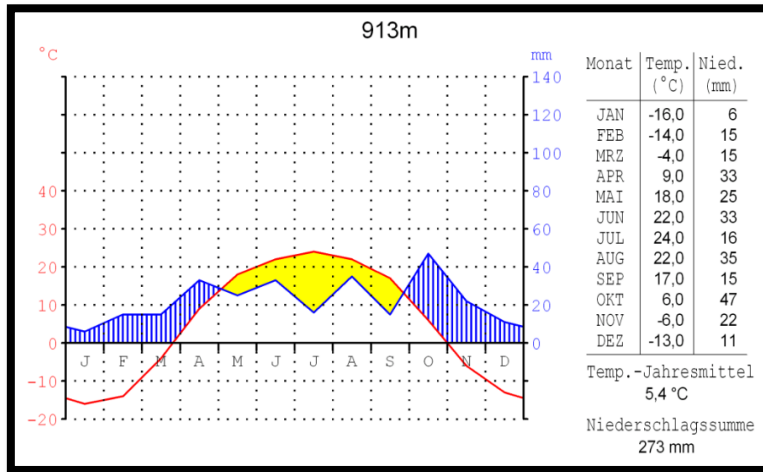 913m
°C
mm
140
120
100
40 80
30 60
20 40
10 20
0 0
-10
-20
J F M A M J J A S O N D
Monat Temp. Nied.
(°C) (mm)
JAN -16,0 6
FEB -14,0 15
MRZ -4,0 15
APR 9,0 33
MAI 18,0 25
JUN 22,0 33
JUL 24,0 16
AUG 22,0 35
SEP 17,0 15
OKT 6,0 47
NOV -6,0 22
DEZ -13,0 11
Temp.-Jahresmittel
5,4 °C
Niederschlagssumme
273 mm